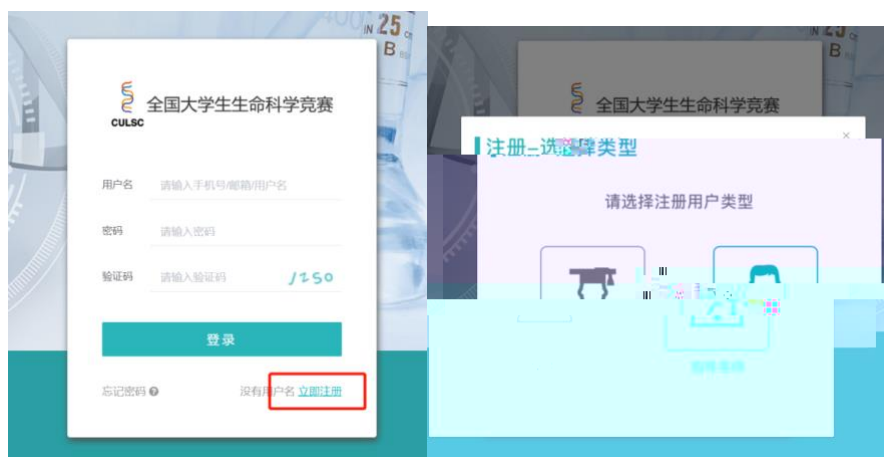 IN 25 cm
B
CULSC
全国大学生生命科学竞赛
用户名 请输入手机号/邮箱/用户名
密码 请输入密码
验证码 请输入验证码 1250
登录
忘记密码 没有用户名 立即注册
B
全国大学生生命科学竞赛
注册-选择类型
请选择注册用户类型